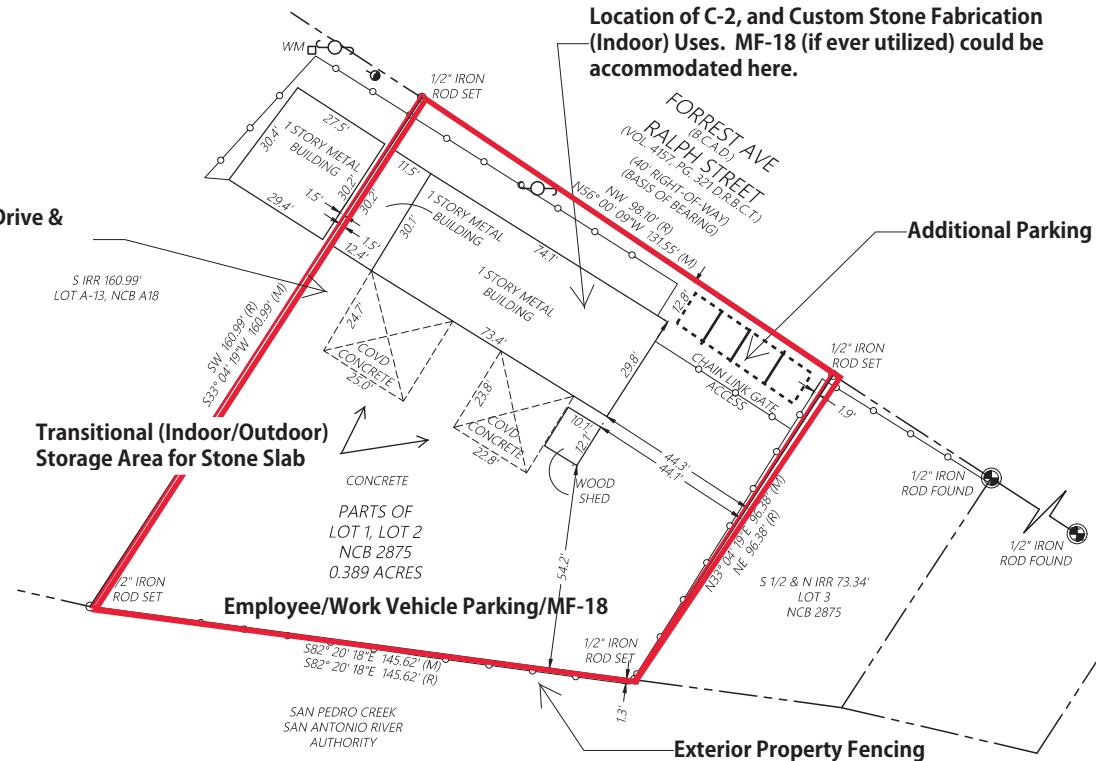 Location of C-2, and Custom Stone Fabrication
(Indoor) Uses.  MF-18 (if ever utilized) could be
accommodated here.
WM
1/2" IRON
ROD SET
FORREST AVE
(B.C.A.D.)
RALPH STREET
(VOL. 4157, PG. 321 D.R.B.C.T.)
(40' RIGHT-OF-WAY)
(BASIS OF BEARING)
NW  98.10' (R)
N56° 00' 09"W  131.55' (M)
27.5'
30.4'
1 STORY METAL
BUILDING
30.2'
29.4'
1.5'
30.2'
11.5'
1 STORY METAL
BUILDING
30.1'
1.5'
12.4'
74.1'
1 STORY METAL
BUILDING
Drive &
Additional Parking
S IRR 160.99'
LOT A-13, NCB A18
SW  160.99' (R)
S33° 04' 19"W  160.99' (M)
24.7'
COVD
CONCRETE
25.0'
73.4'
23.8'
COVD
CONCRETE
22.8'
12.8'
29.8'
CHAIN LINK GATE
ACCESS
1/2" IRON
ROD SET
1.9'
10.1'
12.1'
WOOD
SHED
44.3'
44.1'
Transitional (Indoor/Outdoor)
Storage Area for Stone Slab
CONCRETE
PARTS OF
LOT 1, LOT 2
NCB 2875
0.389 ACRES
54.2'
N33° 04' 19"E  96.38' (M)
NE  96.38' (R)
1/2" IRON
ROD FOUND
1/2" IRON
ROD FOUND
S 1/2 & N IRR 73.34'
LOT 3
NCB 2875
/2" IRON
ROD SET
Employee/Work Vehicle Parking/MF-18
1/2" IRON
ROD SET
S82° 20' 18"E  145.62' (M)
S82° 20' 18"E  145.62' (R)
1.3'
SAN PEDRO CREEK
SAN ANTONIO RIVER
AUTHORITY
Exterior Property Fencing